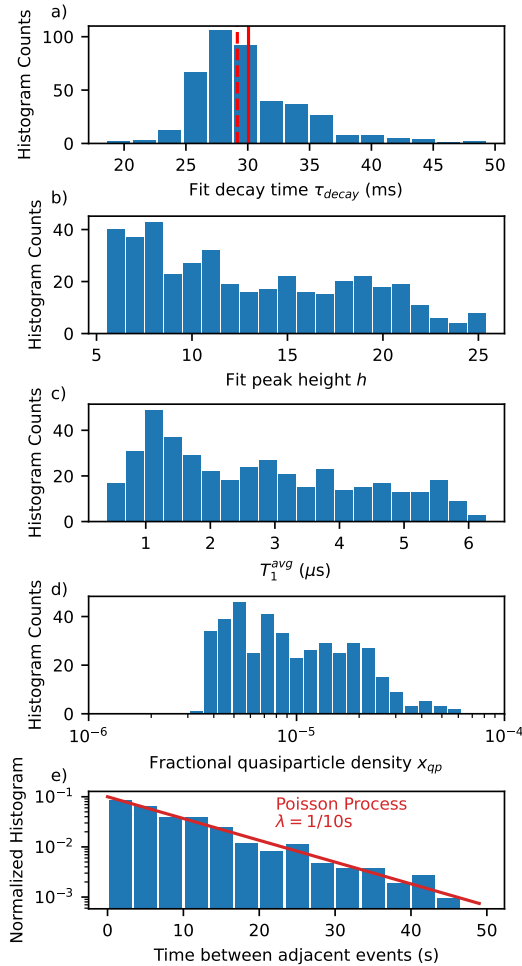 a)
100
50
0
Histogram Counts
20 25 30 35 40 45 50
Fit decay time τ_decay (ms)
b)
40
20
0
Histogram Counts
5 10 15 20 25
Fit peak height h
c)
40
20
0
Histogram Counts
1 2 3 4 5 6
T_1^avg (μs)
d)
40
20
0
Histogram Counts
10^−6 10^−5 10^−4
Fractional quasiparticle density x_qp
e)
10^−1
10^−2
10^−3
Normalized Histogram
Poisson Process
λ = 1/10s
0 10 20 30 40 50
Time between adjacent events (s)